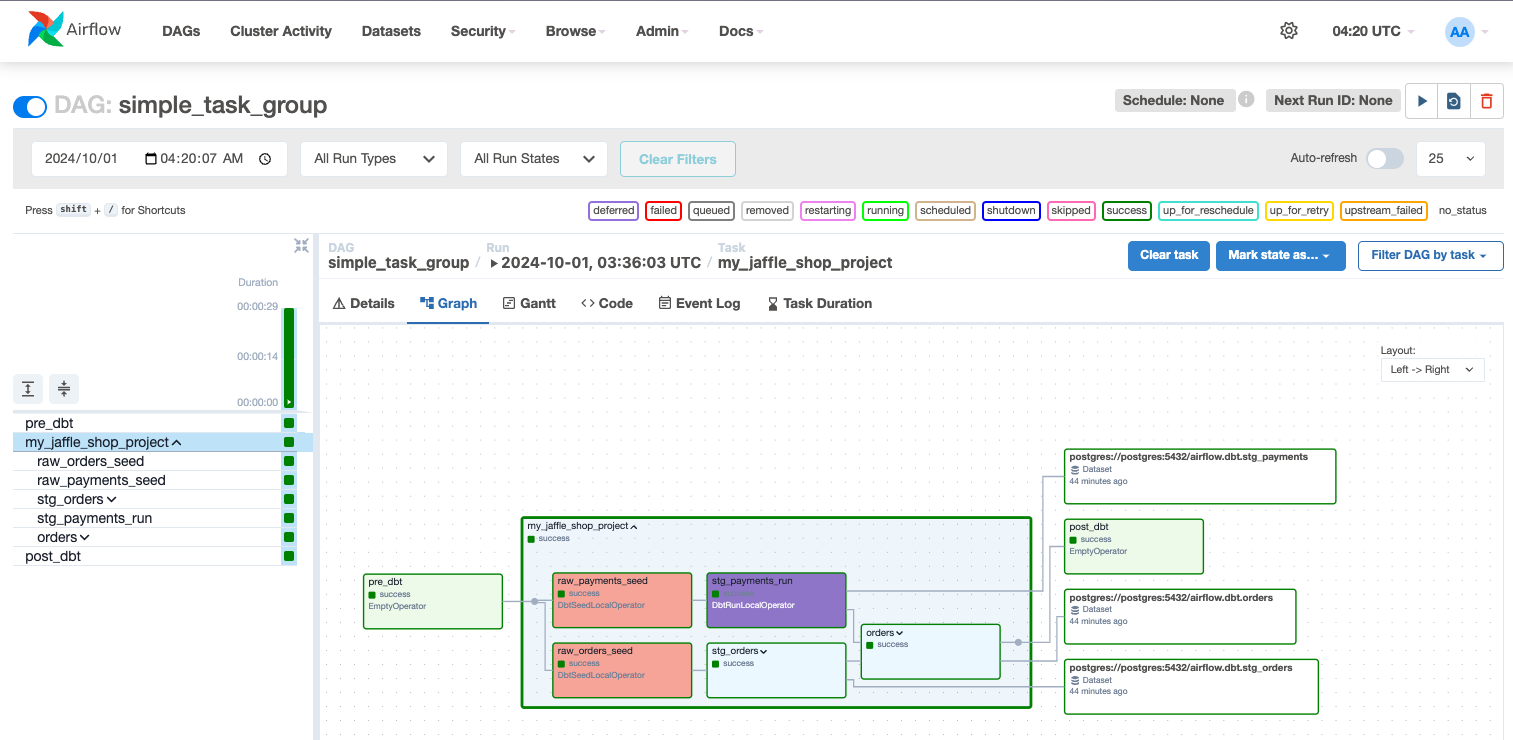 Airflow DAGs Cluster Activity Datasets Security Browse Admin Docs 04:20 UTC AA
DAG: simple_task_group Schedule: None Next Run ID: None
2024/10/01 04:20:07 AM All Run Types All Run States Clear Filters Auto-refresh 25
Press shift + / for Shortcuts deferred failed queued removed restarting running scheduled shutdown skipped success up_for_reschedule up_for_retry upstream_failed no_status
DAG Run Task
simple_task_group / 2024-10-01, 03:36:03 UTC / my_jaffle_shop_project Clear task Mark state as... Filter DAG by task
Details Graph Gantt Code Event Log Task Duration
Duration
00:00:29
00:00:14
00:00:00
pre_dbt
my_jaffle_shop_project
raw_orders_seed
raw_payments_seed
stg_orders
stg_payments_run
orders
post_dbt
Layout:
Left -> Right
pre_dbt
success
EmptyOperator
my_jaffle_shop_project
success
raw_payments_seed
success
DbtSeedLocalOperator
raw_orders_seed
success
DbtSeedLocalOperator
stg_payments_run
success
DbtRunLocalOperator
stg_orders
success
orders
success
postgres://postgres:5432/airflow.dbt.stg_payments
Dataset
44 minutes ago
post_dbt
success
EmptyOperator
postgres://postgres:5432/airflow.dbt.orders
Dataset
44 minutes ago
postgres://postgres:5432/airflow.dbt.stg_orders
Dataset
44 minutes ago